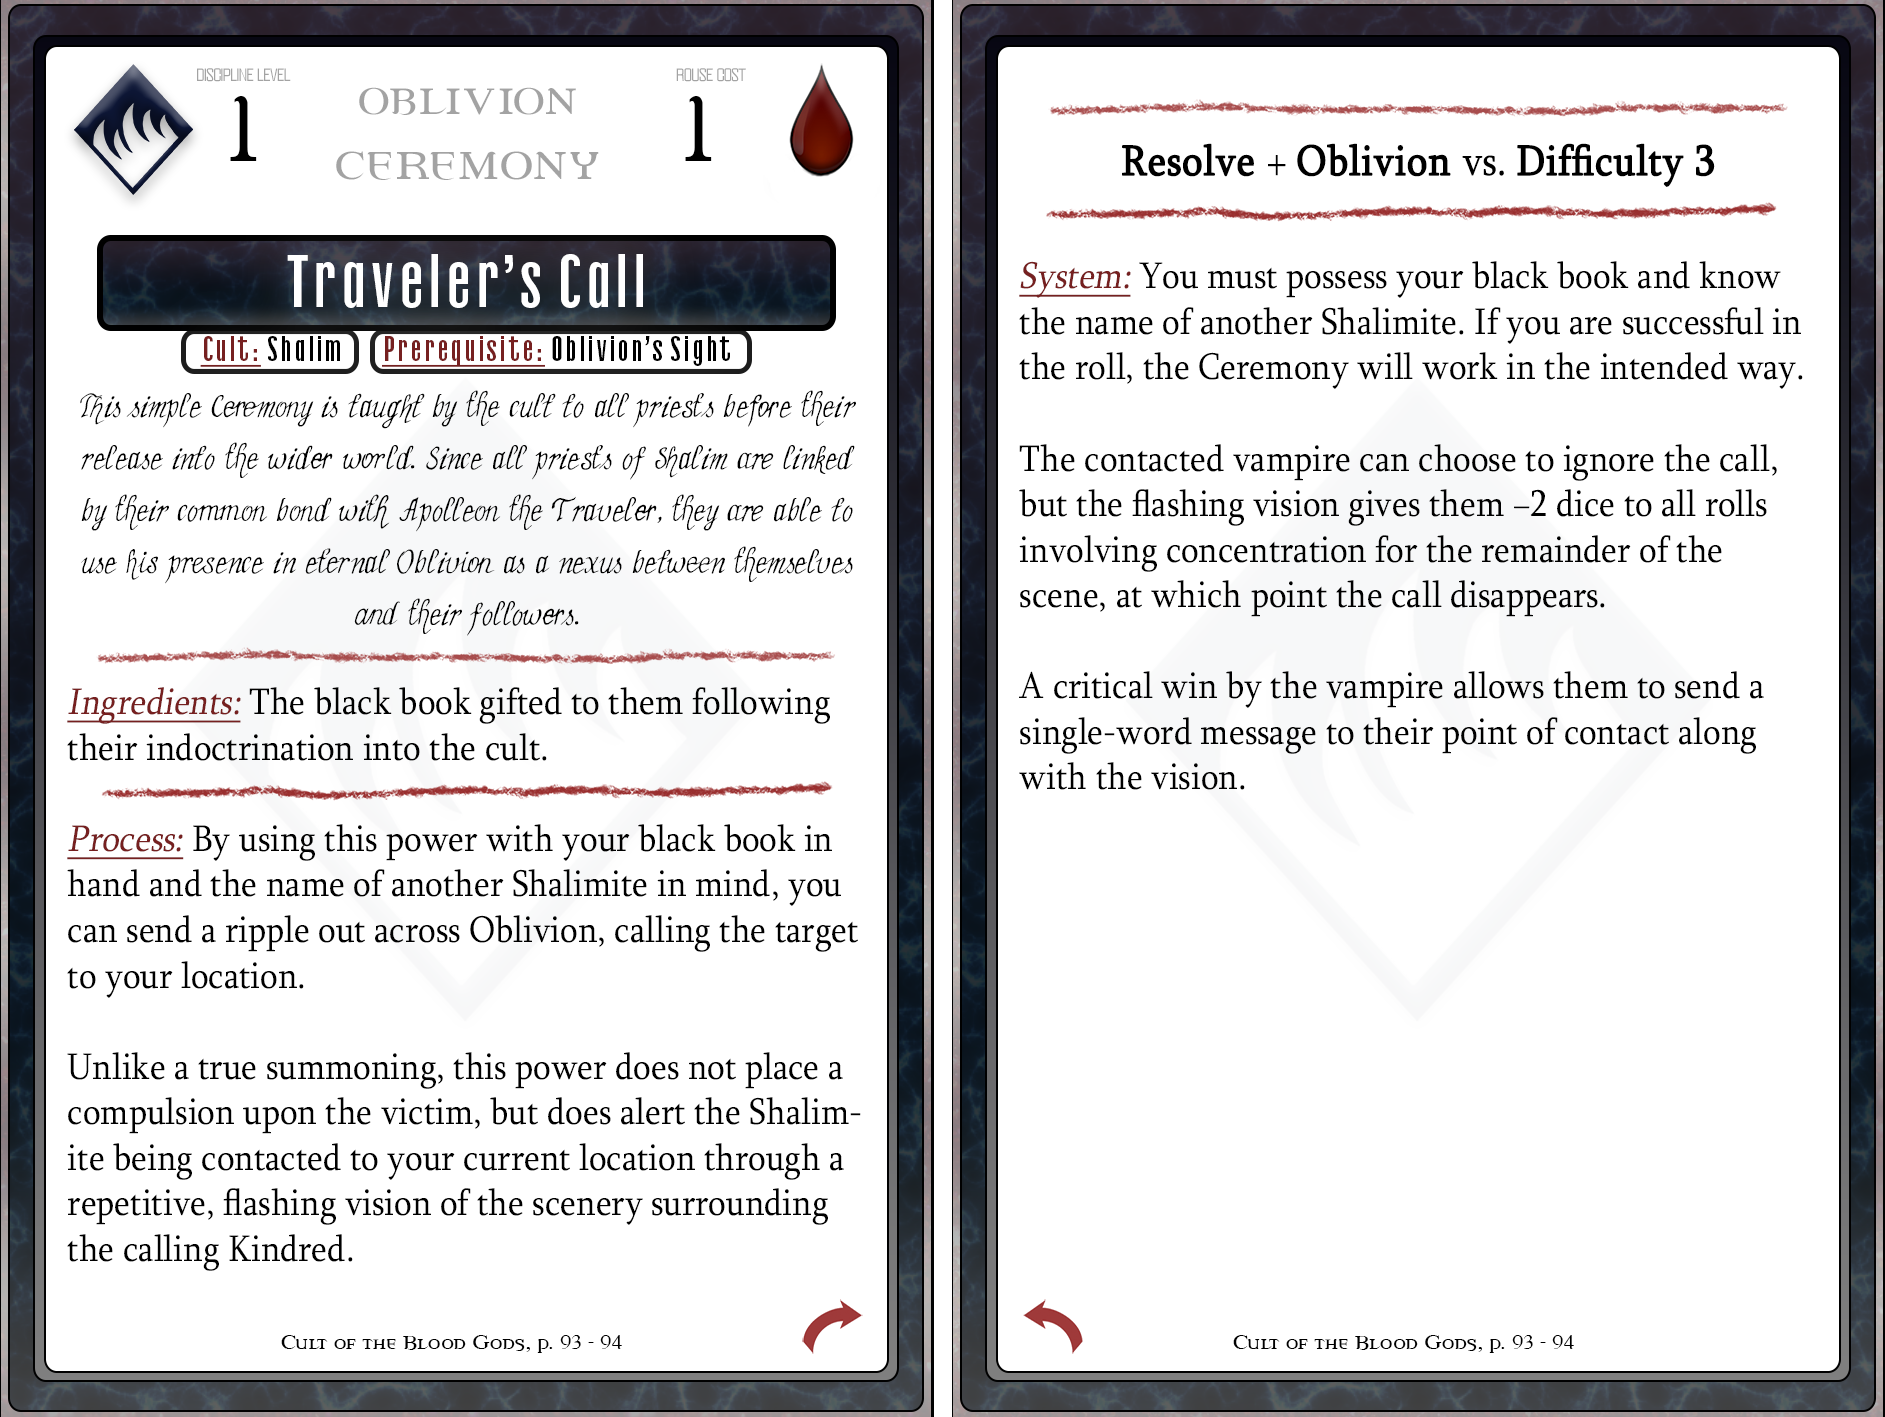 DISCIPLINE LEVEL
1
OBLIVION
CEREMONY
ROUSE COST
1
Traveler's Call
Cult: Shalim
Prerequisite: Oblivion's Sight
This simple Ceremony is taught by the cult to all priests before their
release into the wider world. Since all priests of Shalim are linked
by their common bond with Apolleon the Traveler, they are able to
use his presence in eternal Oblivion as a nexus between themselves
and their followers.
Ingredients: The black book gifted to them following
their indoctrination into the cult.
Process: By using this power with your black book in
hand and the name of another Shalimite in mind, you
can send a ripple out across Oblivion, calling the target
to your location.
Unlike a true summoning, this power does not place a
compulsion upon the victim, but does alert the Shalim-
ite being contacted to your current location through a
repetitive, flashing vision of the scenery surrounding
the calling Kindred.
Cult of the Blood Gods, p. 93 - 94
Resolve + Oblivion vs. Difficulty 3
System: You must possess your black book and know
the name of another Shalimite. If you are successful in
the roll, the Ceremony will work in the intended way.
The contacted vampire can choose to ignore the call,
but the flashing vision gives them –2 dice to all rolls
involving concentration for the remainder of the
scene, at which point the call disappears.
A critical win by the vampire allows them to send a
single-word message to their point of contact along
with the vision.
Cult of the Blood Gods, p. 93 - 94